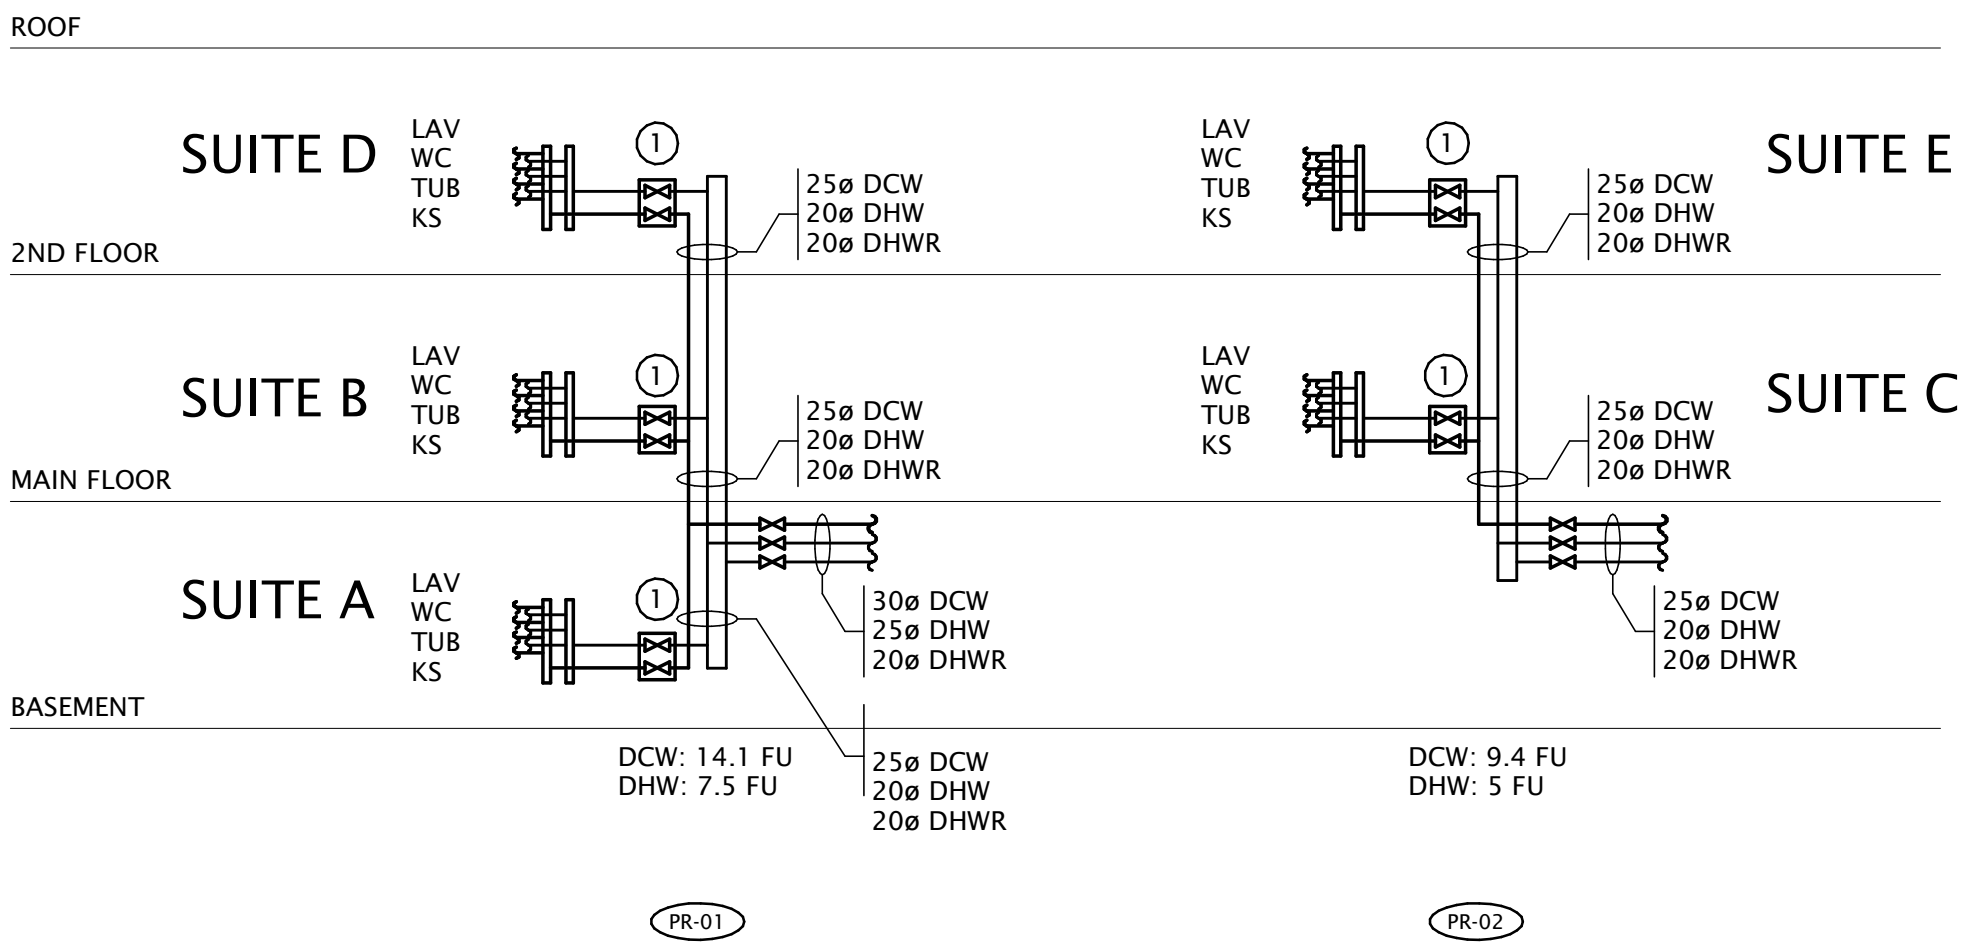 ROOF
SUITE D
LAV
WC
TUB
KS
1
25ø DCW
20ø DHW
20ø DHWR
LAV
WC
TUB
KS
1
25ø DCW
20ø DHW
20ø DHWR
SUITE E
2ND FLOOR
SUITE B
LAV
WC
TUB
KS
1
25ø DCW
20ø DHW
20ø DHWR
LAV
WC
TUB
KS
1
25ø DCW
20ø DHW
20ø DHWR
SUITE C
MAIN FLOOR
SUITE A
LAV
WC
TUB
KS
1
30ø DCW
25ø DHW
20ø DHWR
25ø DCW
20ø DHW
20ø DHWR
BASEMENT
DCW: 14.1 FU
DHW: 7.5 FU
25ø DCW
20ø DHW
20ø DHWR
DCW: 9.4 FU
DHW: 5 FU
PR-01
PR-02